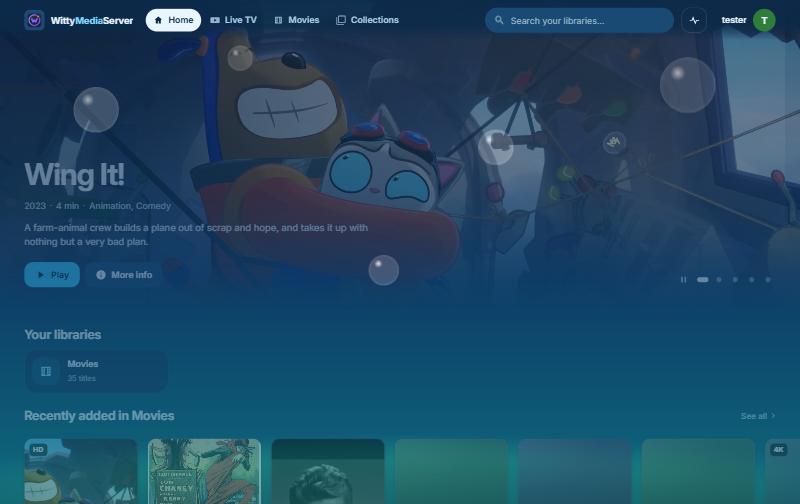 WittyMediaServer
Home
Live TV
Movies
Collections
Search your libraries...
tester
T
Wing It!
2023 · 4 min · Animation, Comedy
A farm-animal crew builds a plane out of scrap and hope, and takes it up with
nothing but a very bad plan.
Play
More info
Your libraries
Movies
35 titles
Recently added in Movies
See all
HD
LON
CHANEY
4K